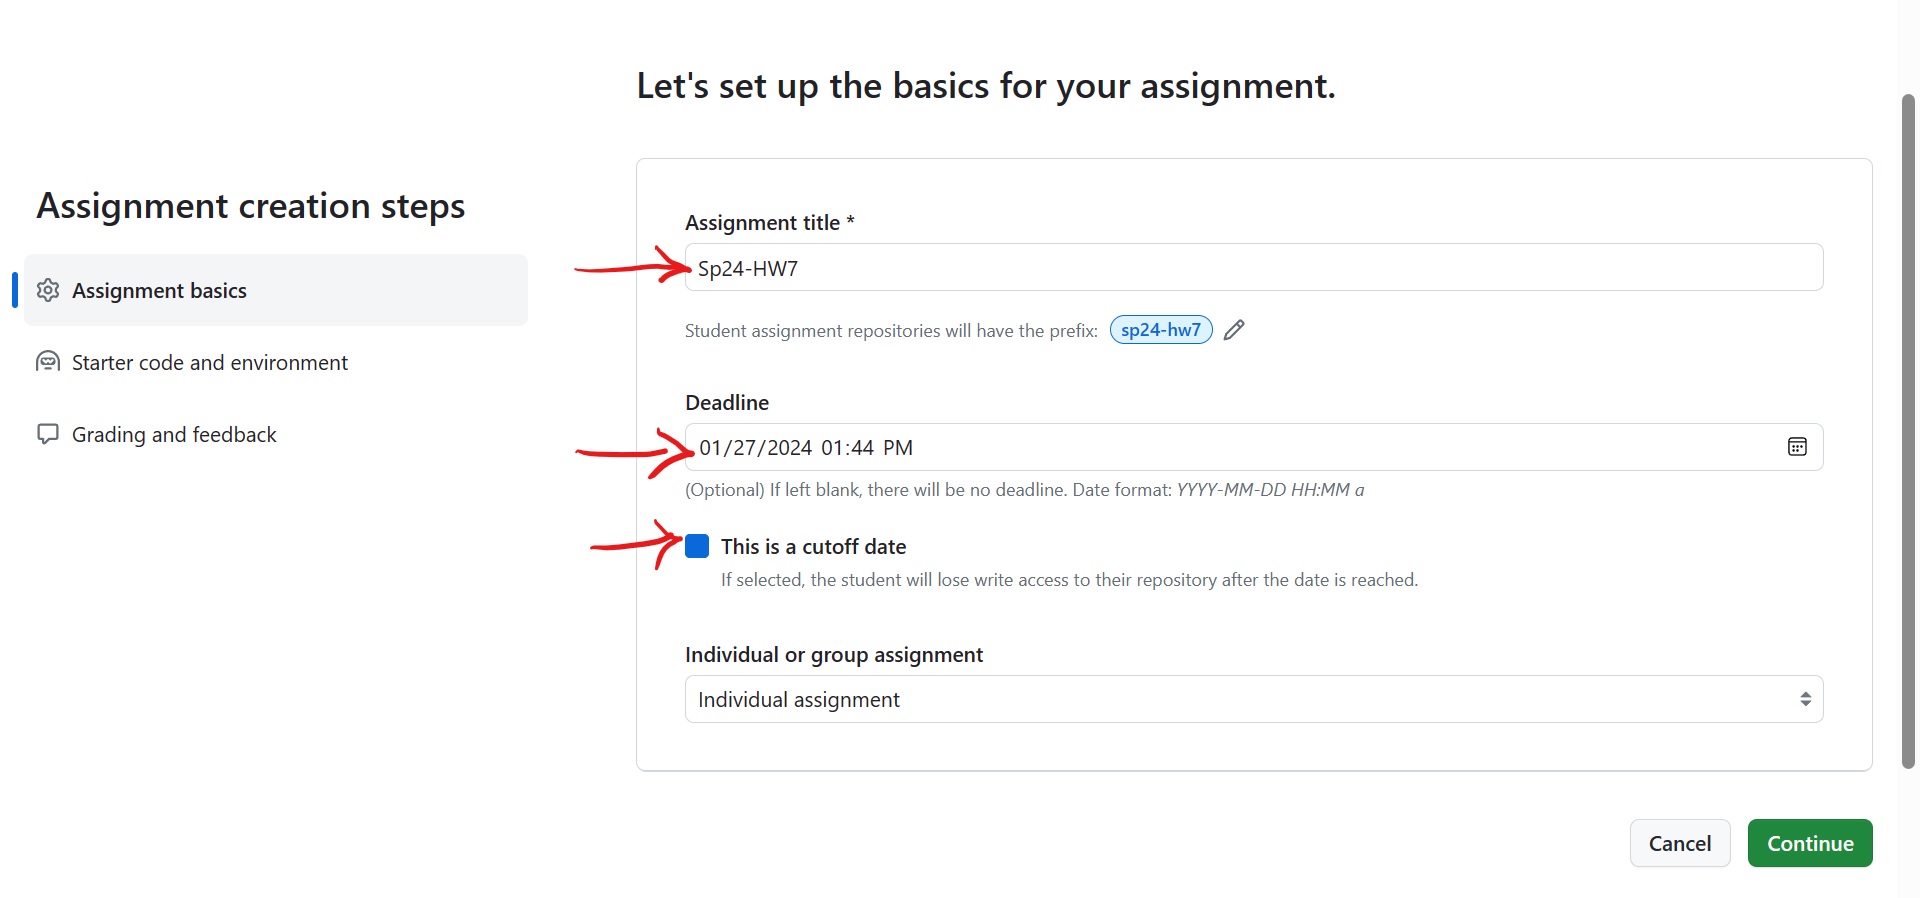 Let's set up the basics for your assignment.
Assignment creation steps
Assignment basics
Starter code and environment
Grading and feedback
Assignment title *
Sp24-HW7
Student assignment repositories will have the prefix: sp24-hw7
Deadline
01/27/2024 01:44 PM
(Optional) If left blank, there will be no deadline. Date format: YYYY-MM-DD HH:MM a
This is a cutoff date
If selected, the student will lose write access to their repository after the date is reached.
Individual or group assignment
Individual assignment
Cancel Continue